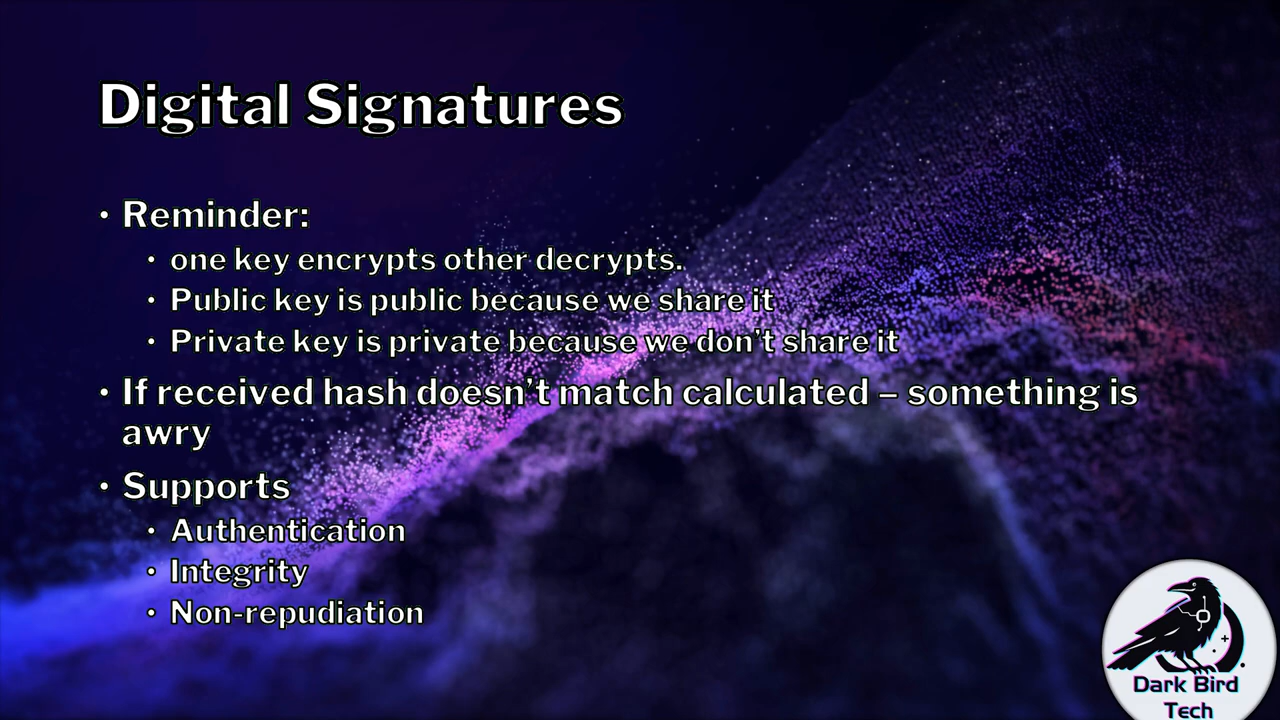 Digital Signatures
• Reminder:
• one key encrypts other decrypts.
• Public key is public because we share it
• Private key is private because we don't share it
• If received hash doesn't match calculated – something is
awry
• Supports
• Authentication
• Integrity
• Non-repudiation
Dark Bird
Tech